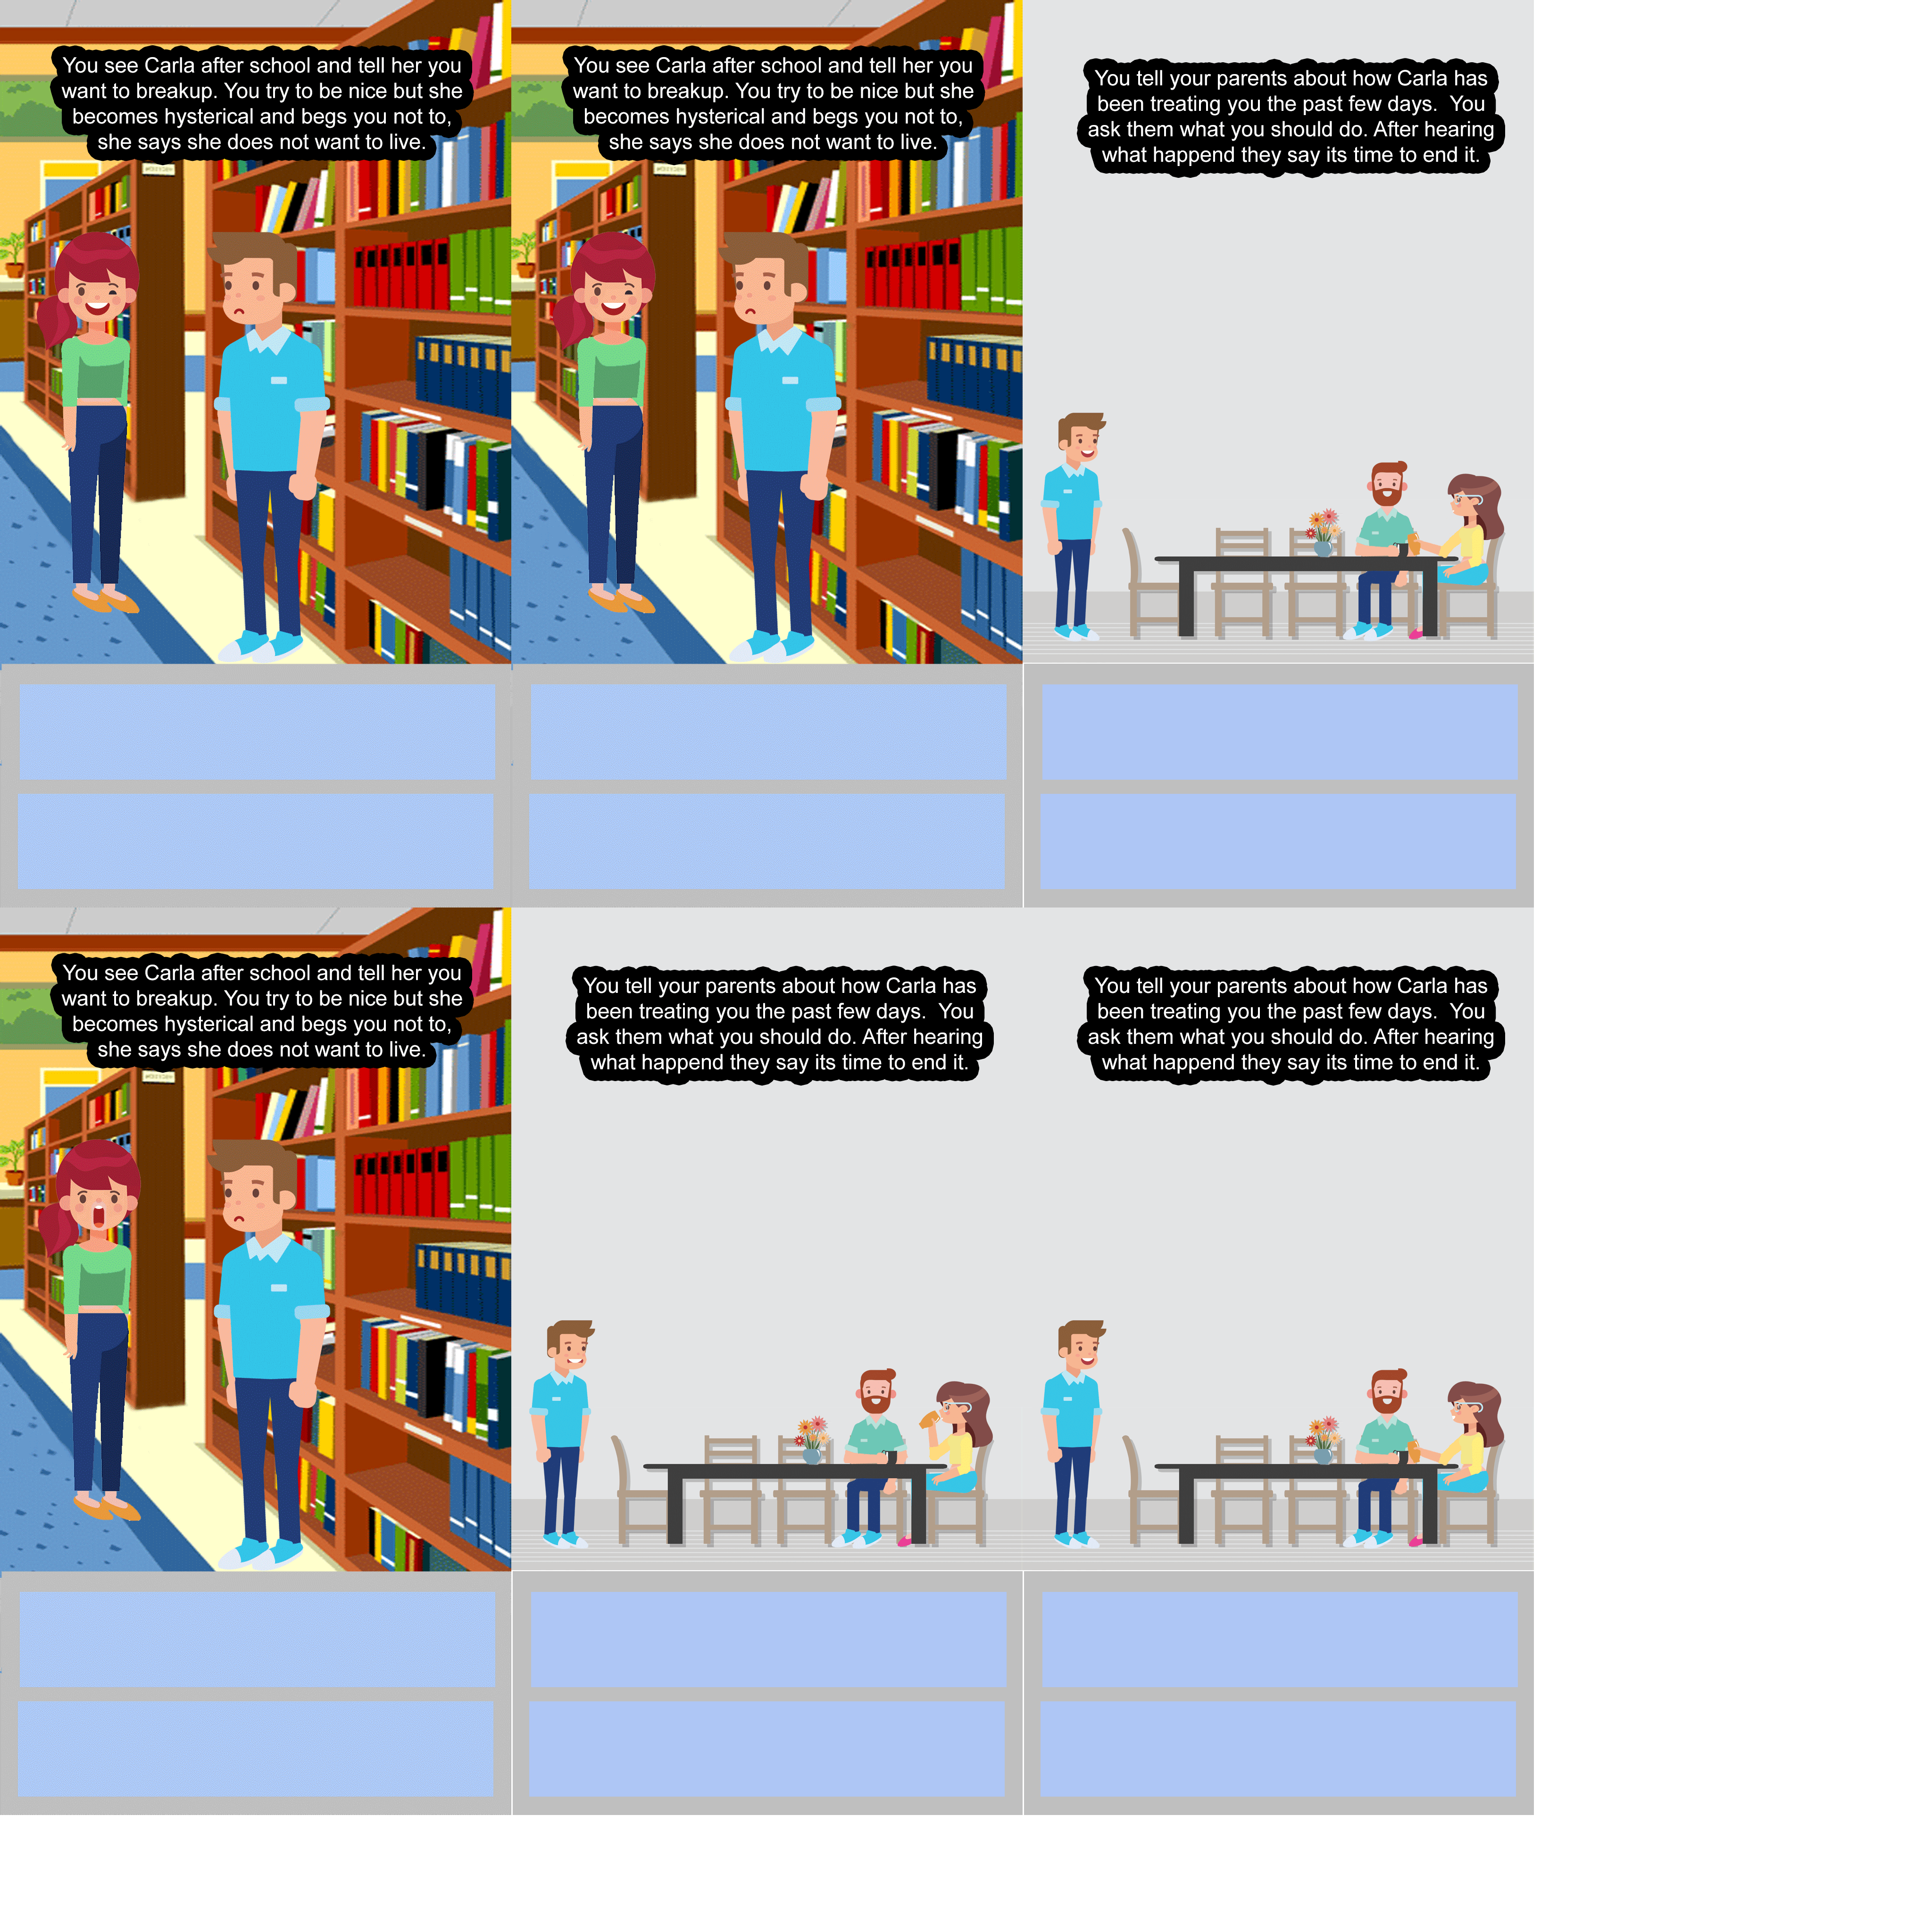 You see Carla after school and tell her you
want to breakup. You try to be nice but she
becomes hysterical and begs you not to,
she says she does not want to live.
You see Carla after school and tell her you
want to breakup. You try to be nice but she
becomes hysterical and begs you not to,
she says she does not want to live.
You tell your parents about how Carla has
been treating you the past few days.  You
ask them what you should do. After hearing
what happend they say its time to end it.
You see Carla after school and tell her you
want to breakup. You try to be nice but she
becomes hysterical and begs you not to,
she says she does not want to live.
You tell your parents about how Carla has
been treating you the past few days.  You
ask them what you should do. After hearing
what happend they say its time to end it.
You tell your parents about how Carla has
been treating you the past few days.  You
ask them what you should do. After hearing
what happend they say its time to end it.